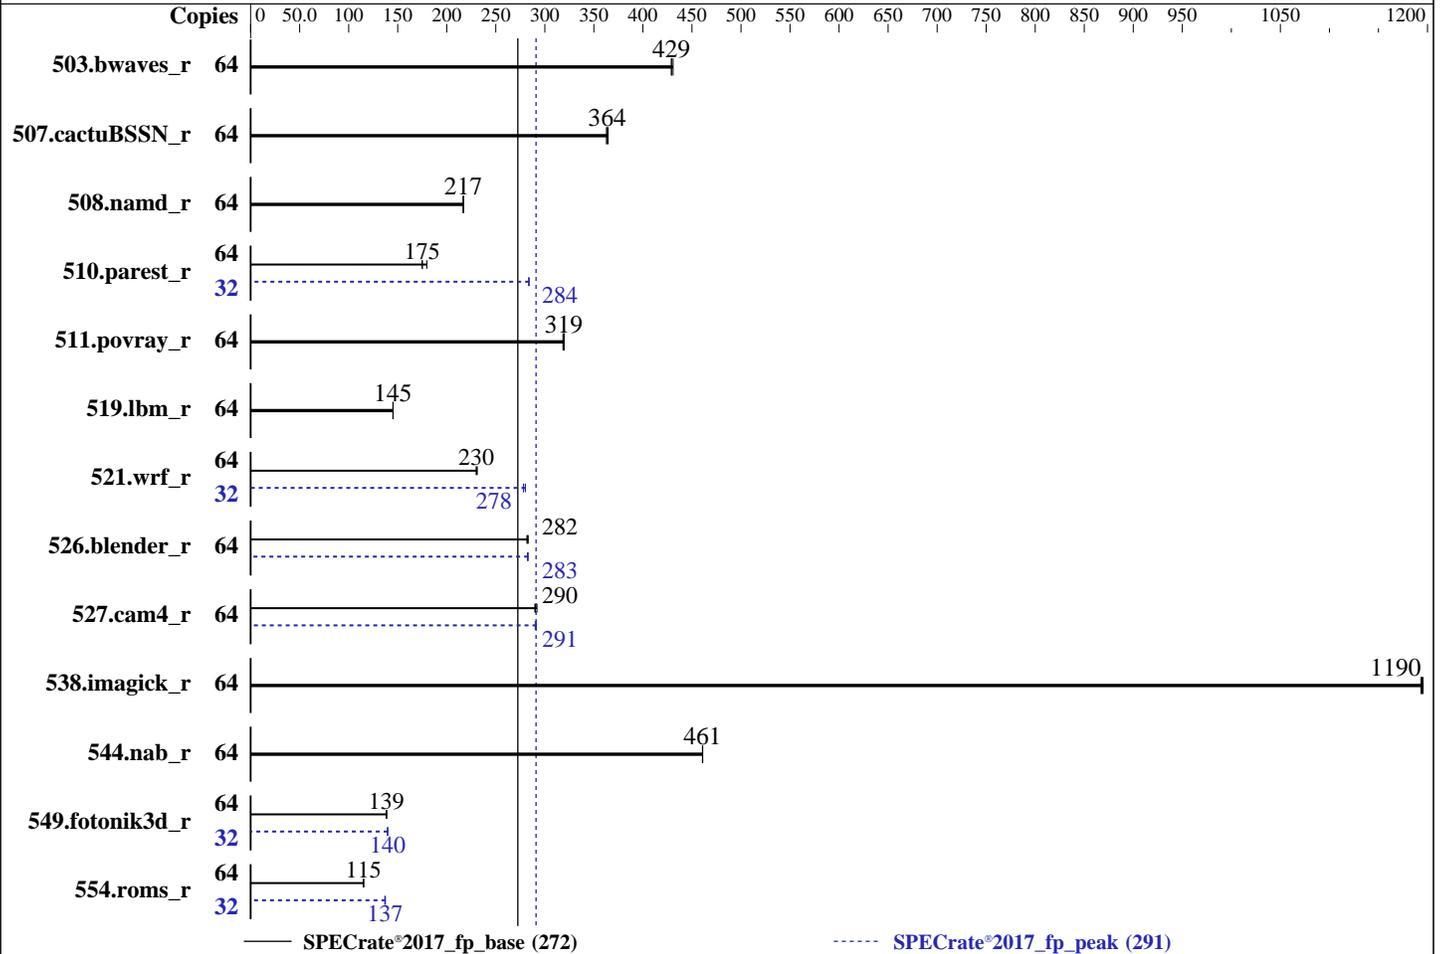 Copies 0 50.0 100 150 200 250 300 350 400 450 500 550 600 650 700 750 800 850 900 950 1050 1200
503.bwaves_r 64 429
507.cactuBSSN_r 64 364
508.namd_r 64 217
510.parest_r 64 175
32 284
511.povray_r 64 319
519.lbm_r 64 145
521.wrf_r 64 230
32 278
526.blender_r 64 282
283
527.cam4_r 64 290
291
538.imagick_r 64 1190
544.nab_r 64 461
549.fotonik3d_r 64 139
32 140
554.roms_r 64 115
32 137
SPECrate®2017_fp_base (272) SPECrate®2017_fp_peak (291)